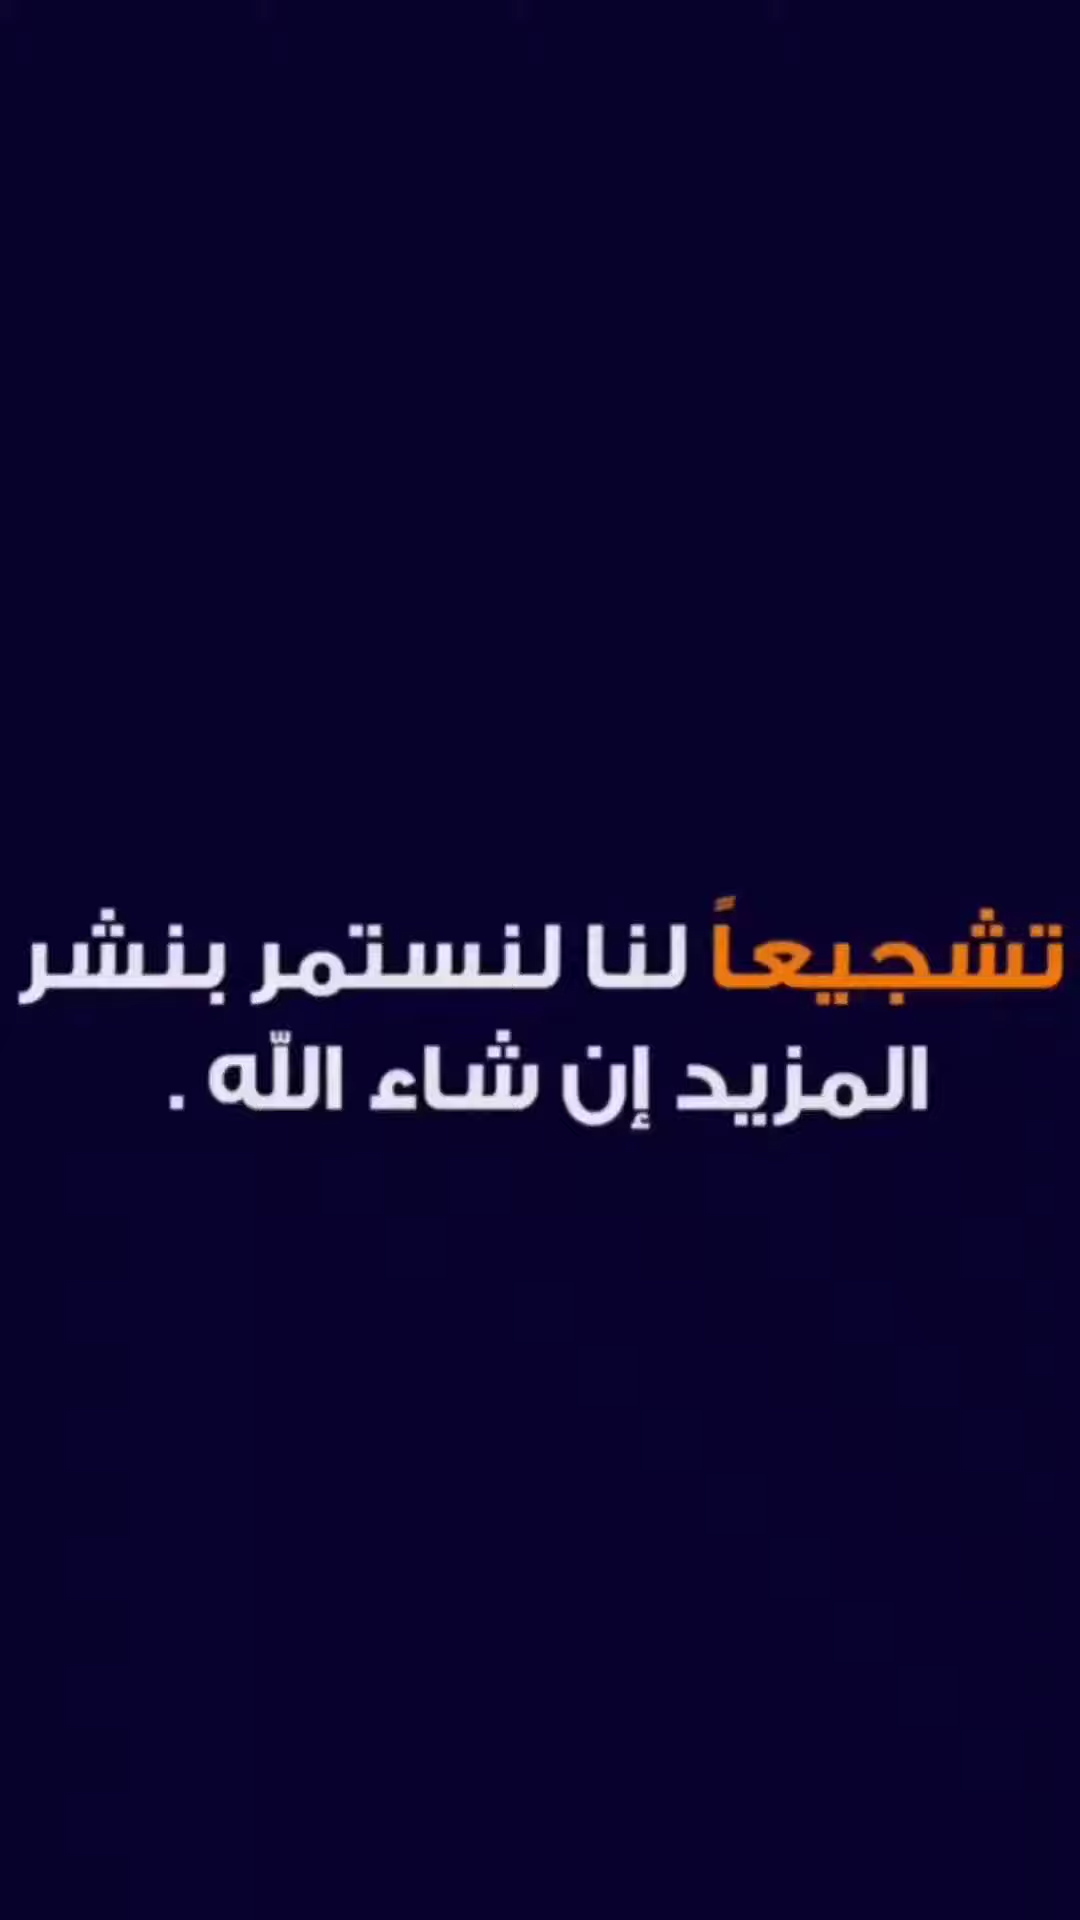 تشجيعاً لنا لنستمر بنشر
المزيد إن شاء اللّه .